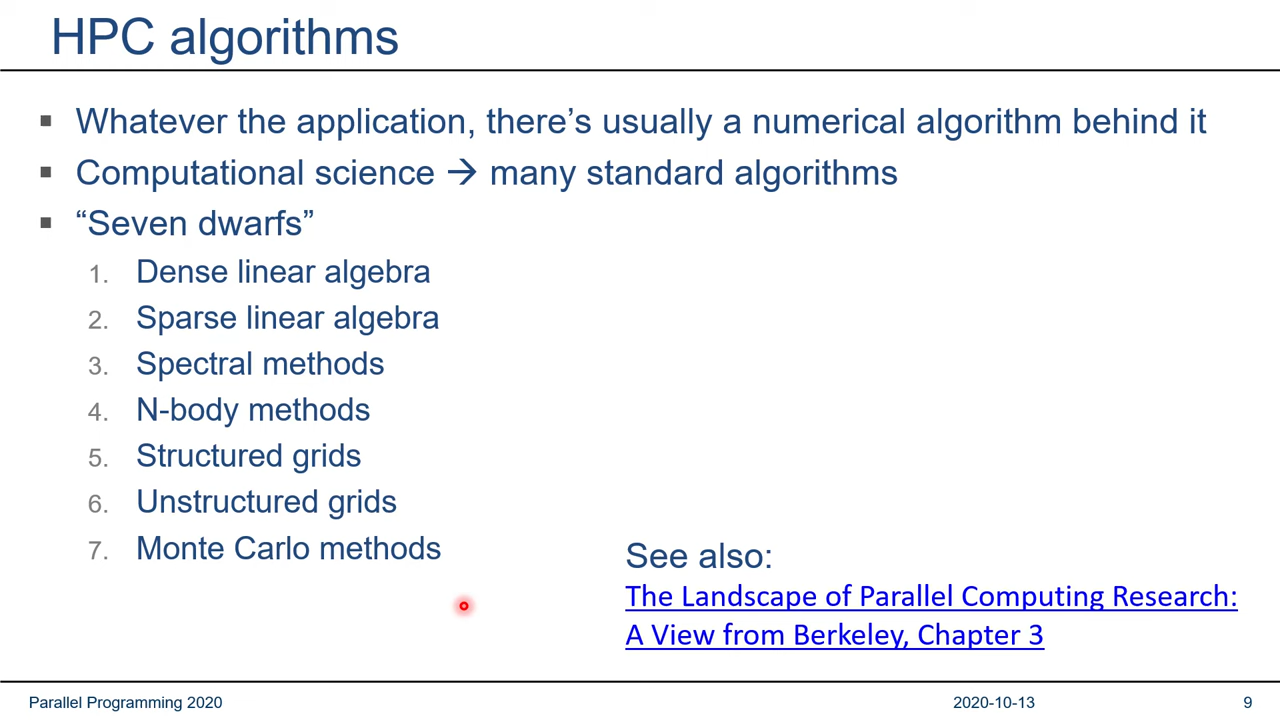 HPC algorithms
▪ Whatever the application, there’s usually a numerical algorithm behind it
▪ Computational science → many standard algorithms
▪ “Seven dwarfs”
1. Dense linear algebra
2. Sparse linear algebra
3. Spectral methods
4. N-body methods
5. Structured grids
6. Unstructured grids
7. Monte Carlo methods
See also:
The Landscape of Parallel Computing Research:
A View from Berkeley, Chapter 3
Parallel Programming 2020 2020-10-13 9